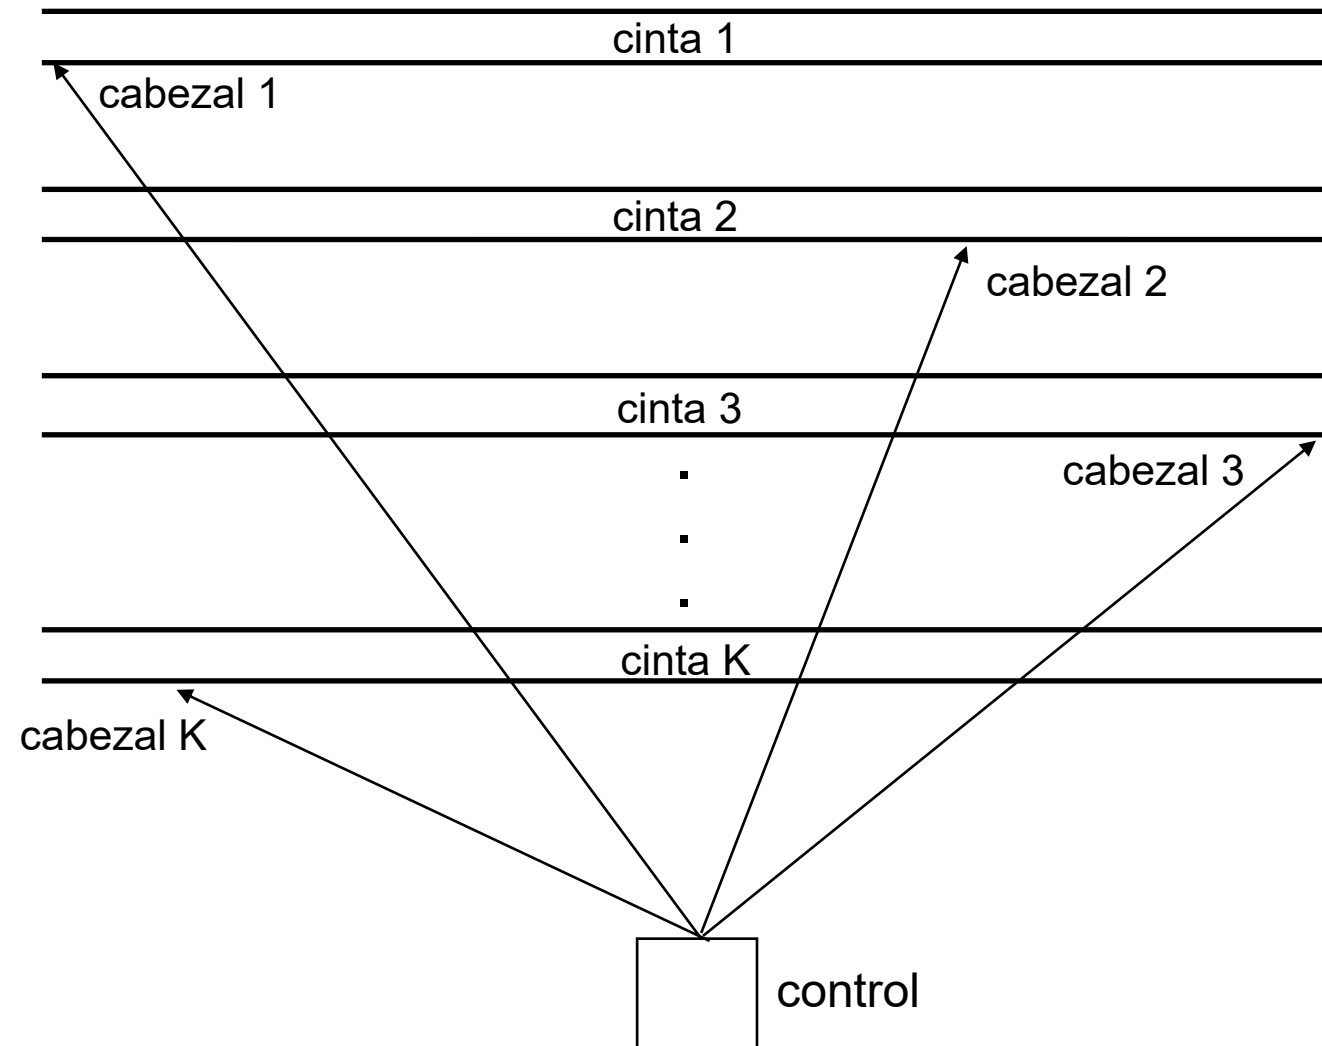 cinta 1
cabezal 1
cinta 2
cabezal 2
cinta 3
cabezal 3
cinta K
cabezal K
control